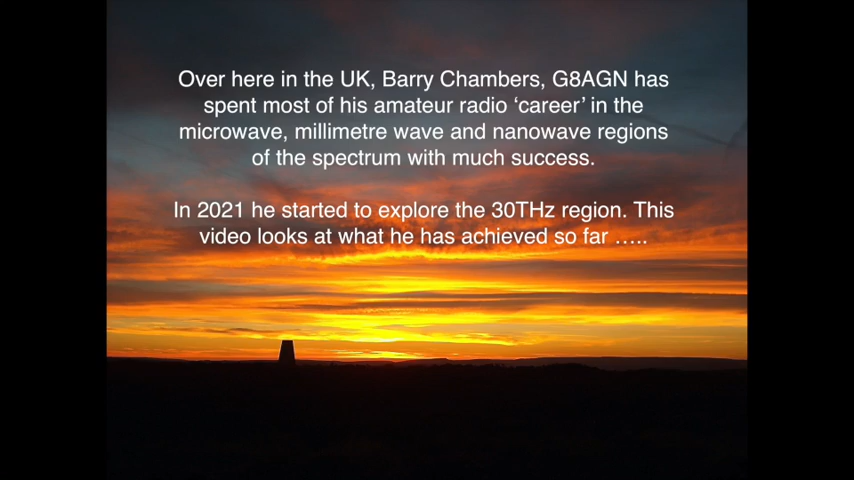 Over here in the UK, Barry Chambers, G8AGN has
spent most of his amateur radio ‘career’ in the
microwave, millimetre wave and nanowave regions
of the spectrum with much success.
In 2021 he started to explore the 30THz region. This
video looks at what he has achieved so far …..